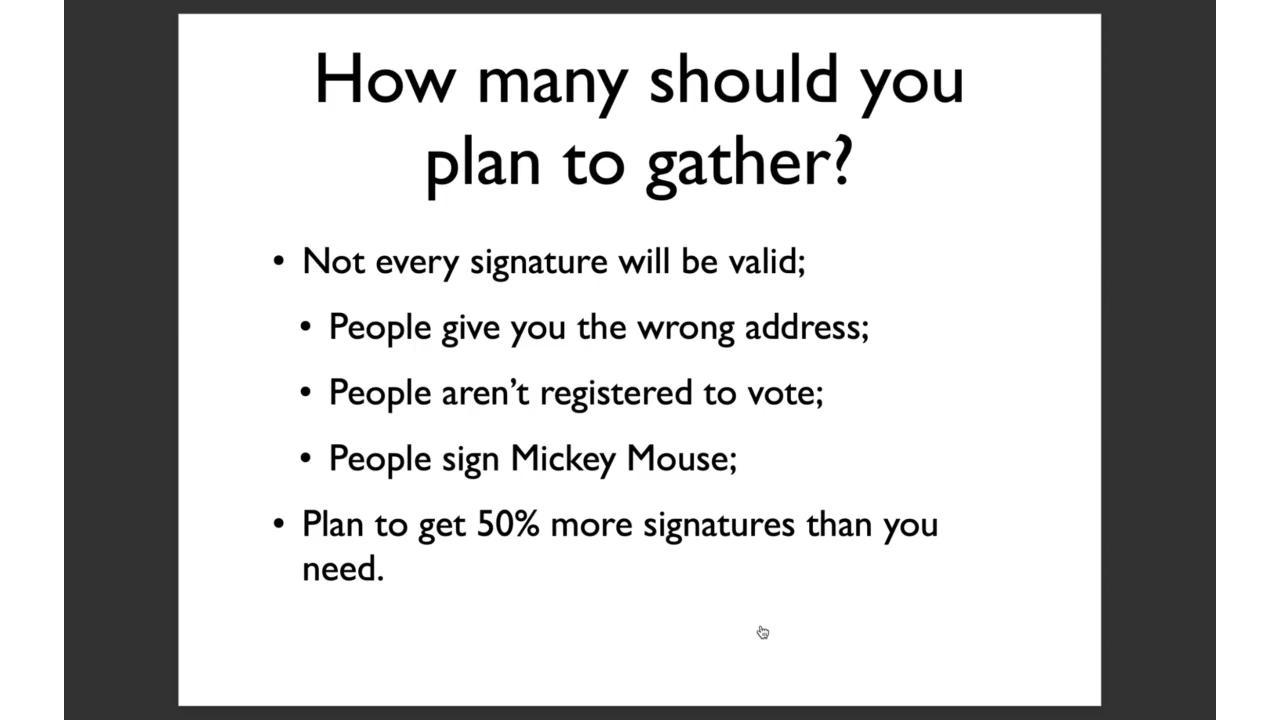 How many should you
plan to gather?
• Not every signature will be valid;
• People give you the wrong address;
• People aren’t registered to vote;
• People sign Mickey Mouse;
• Plan to get 50% more signatures than you
need.